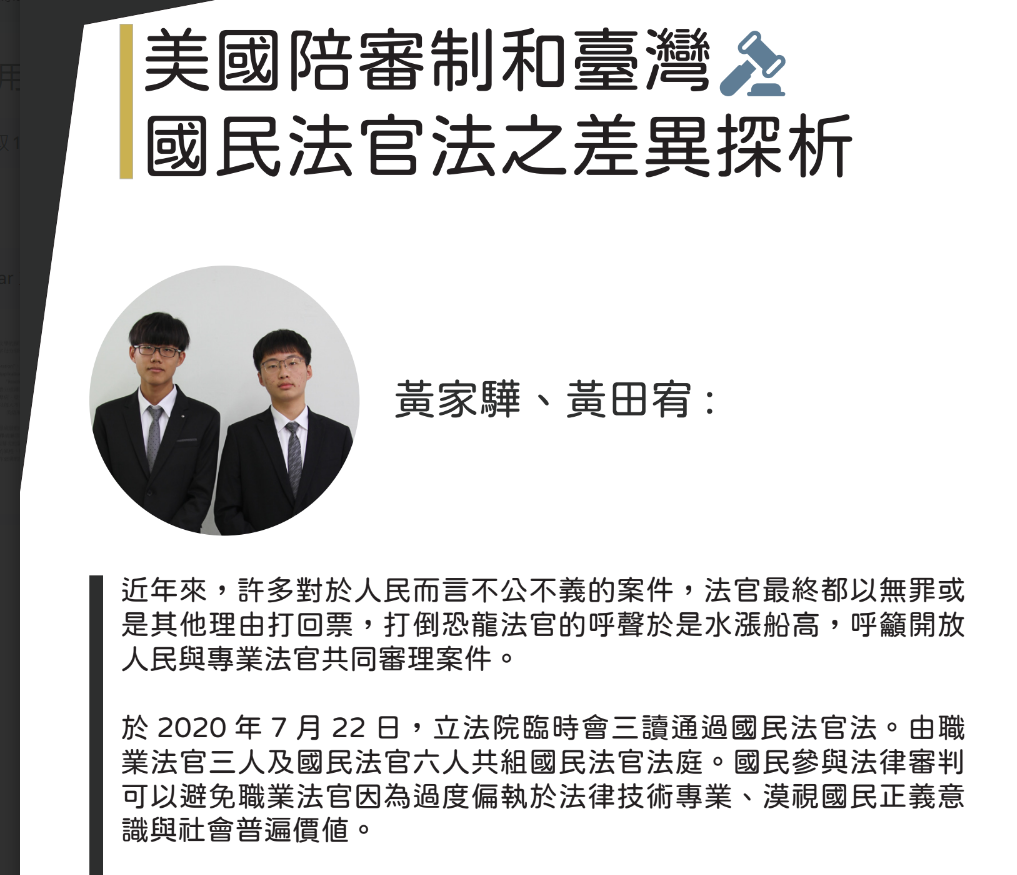 美國陪審制和臺灣
國民法官法之差異探析
黃家驊、黃田宥：
近年來，許多對於人民而言不公不義的案件，法官最終都以無罪或
是其他理由打回票，打倒恐龍法官的呼聲於是水漲船高，呼籲開放
人民與專業法官共同審理案件。
於 2020 年 7 月 22 日，立法院臨時會三讀通過國民法官法。由職
業法官三人及國民法官六人共組國民法官法庭。國民參與法律審判
可以避免職業法官因為過度偏執於法律技術專業、漠視國民正義意
識與社會普遍價值。